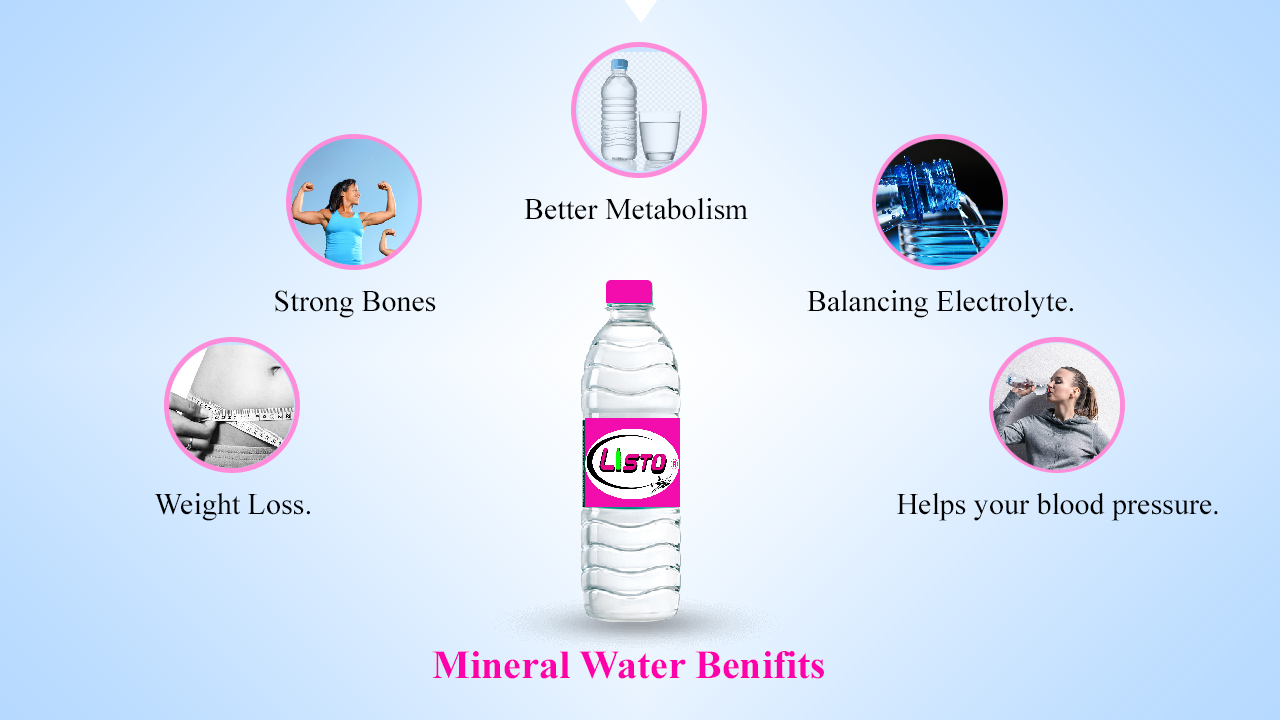 Better Metabolism
Strong Bones
Balancing Electrolyte.
Weight Loss.
Helps your blood pressure.
LISTO
Mineral Water Benifits